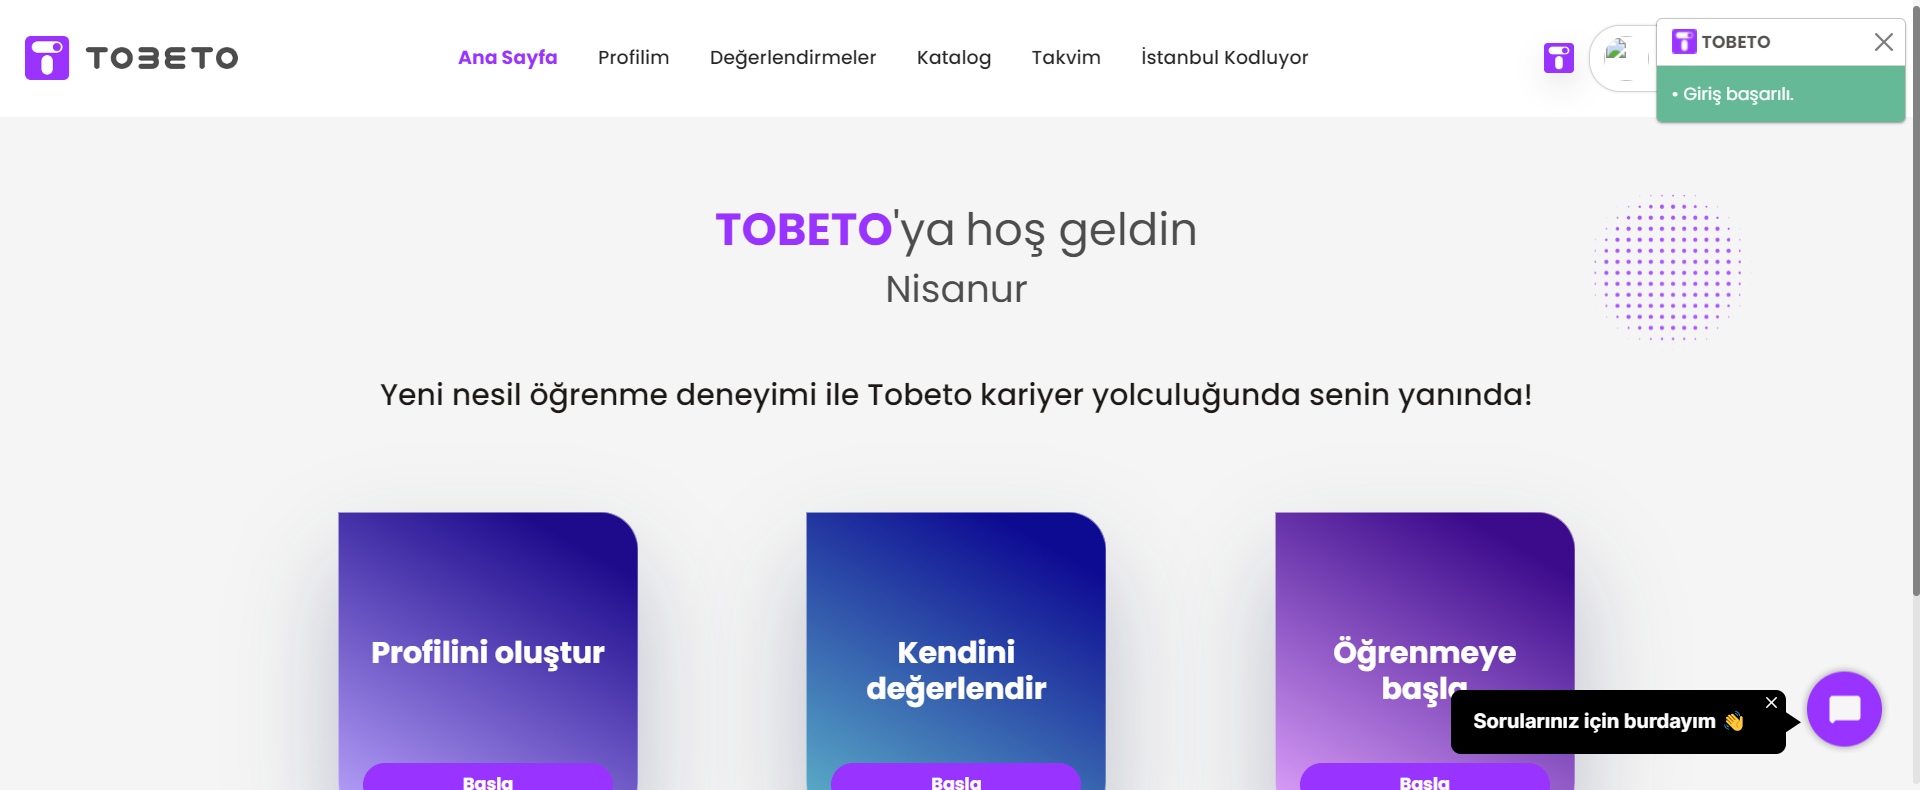 TOBETO
Ana Sayfa
Profilim
Değerlendirmeler
Katalog
Takvim
İstanbul Kodluyor
TOBETO
• Giriş başarılı.
TOBETO'ya hoş geldin
Nisanur
Yeni nesil öğrenme deneyimi ile Tobeto kariyer yolculuğunda senin yanında!
Profilini oluştur
Başla
Kendini
değerlendir
Başla
Öğrenmeye
başla
Başla
Sorularınız için burdayım 👋